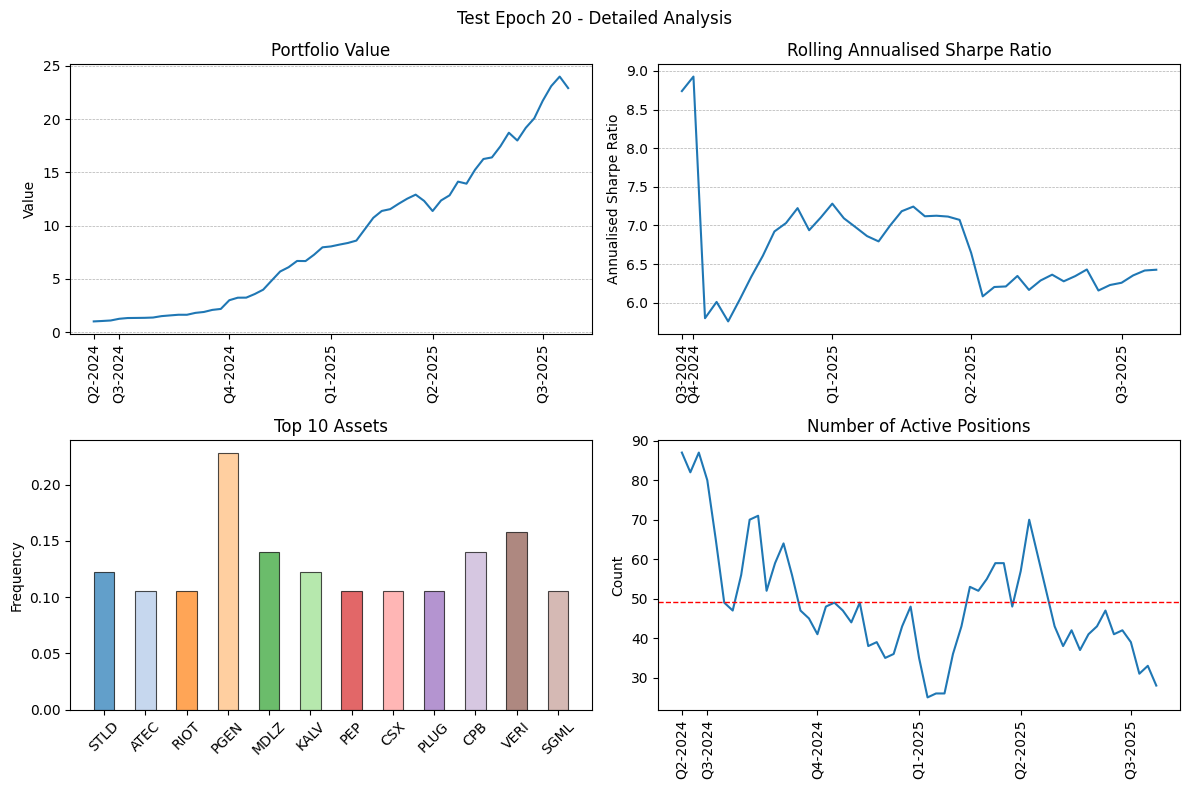 Test Epoch 20 - Detailed Analysis
Portfolio Value
Value
25
20
15
10
5
0
Q2-2024
Q3-2024
Q4-2024
Q1-2025
Q2-2025
Q3-2025
Rolling Annualised Sharpe Ratio
Annualised Sharpe Ratio
9.0
8.5
8.0
7.5
7.0
6.5
6.0
Q3-2024
Q4-2024
Q1-2025
Q2-2025
Q3-2025
Top 10 Assets
Frequency
0.20
0.15
0.10
0.05
0.00
STLD
ATEC
RIOT
PGEN
MDLZ
KALV
PEP
CSX
PLUG
CPB
VERI
SGML
Number of Active Positions
Count
90
80
70
60
50
40
30
Q2-2024
Q3-2024
Q4-2024
Q1-2025
Q2-2025
Q3-2025